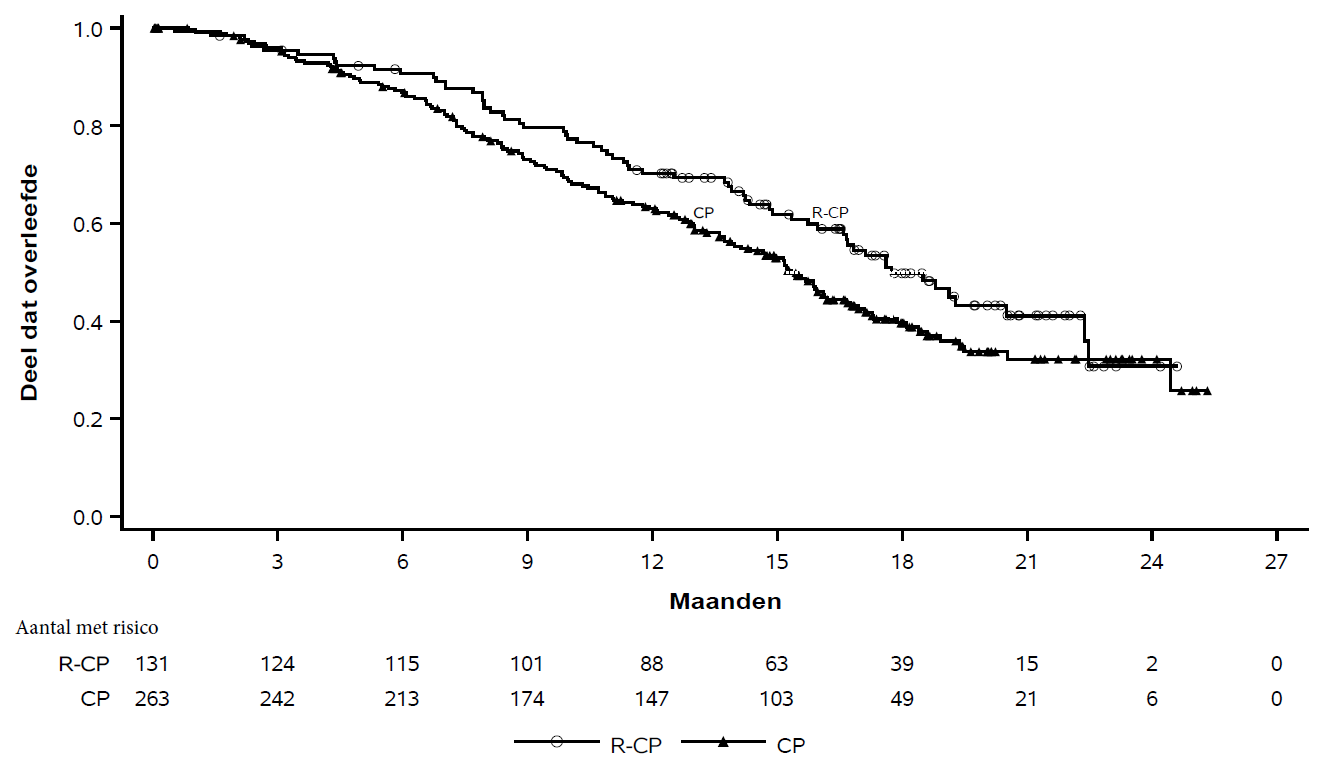 1.0
0.8
0.6
0.4
0.2
0.0
Deel dat overleefde
CP
R-CP
0 3 6 9 12 15 18 21 24 27
Maanden
Aantal met risico
R-CP 131 124 115 101 88 63 39 15 2 0
CP 263 242 213 174 147 103 49 21 6 0
R-CP CP